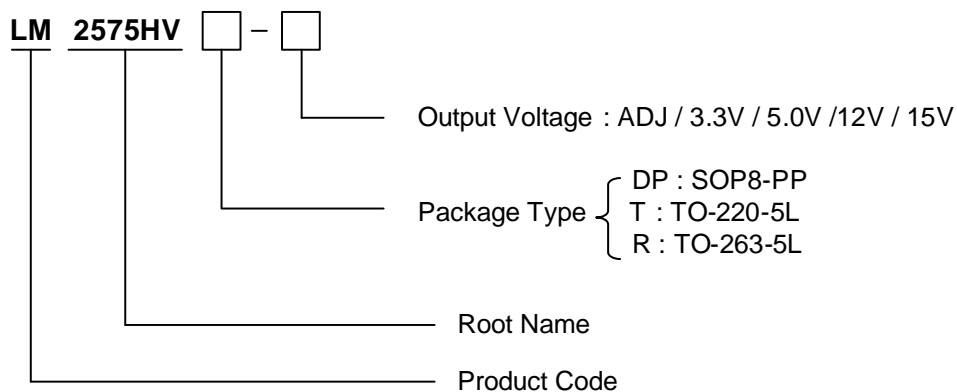 LM 2575HV □ – □
Output Voltage : ADJ / 3.3V / 5.0V /12V / 15V
DP : SOP8-PP
Package Type
T : TO-220-5L
R : TO-263-5L
Root Name
Product Code